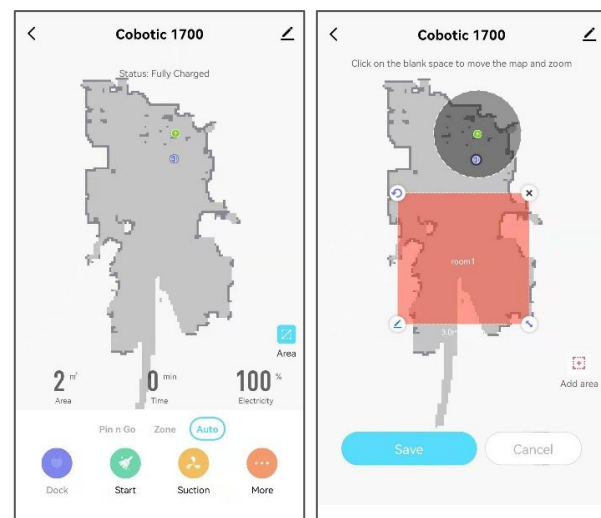 Cobotic 1700
Status: Fully Charged
Area
2 m²
Area
0 min
Time
100 %
Electricity
Pin n Go Zone Auto
Dock Start Suction More
Cobotic 1700
Click on the blank space to move the map and zoom
room1
3.0m
Add area
Save Cancel